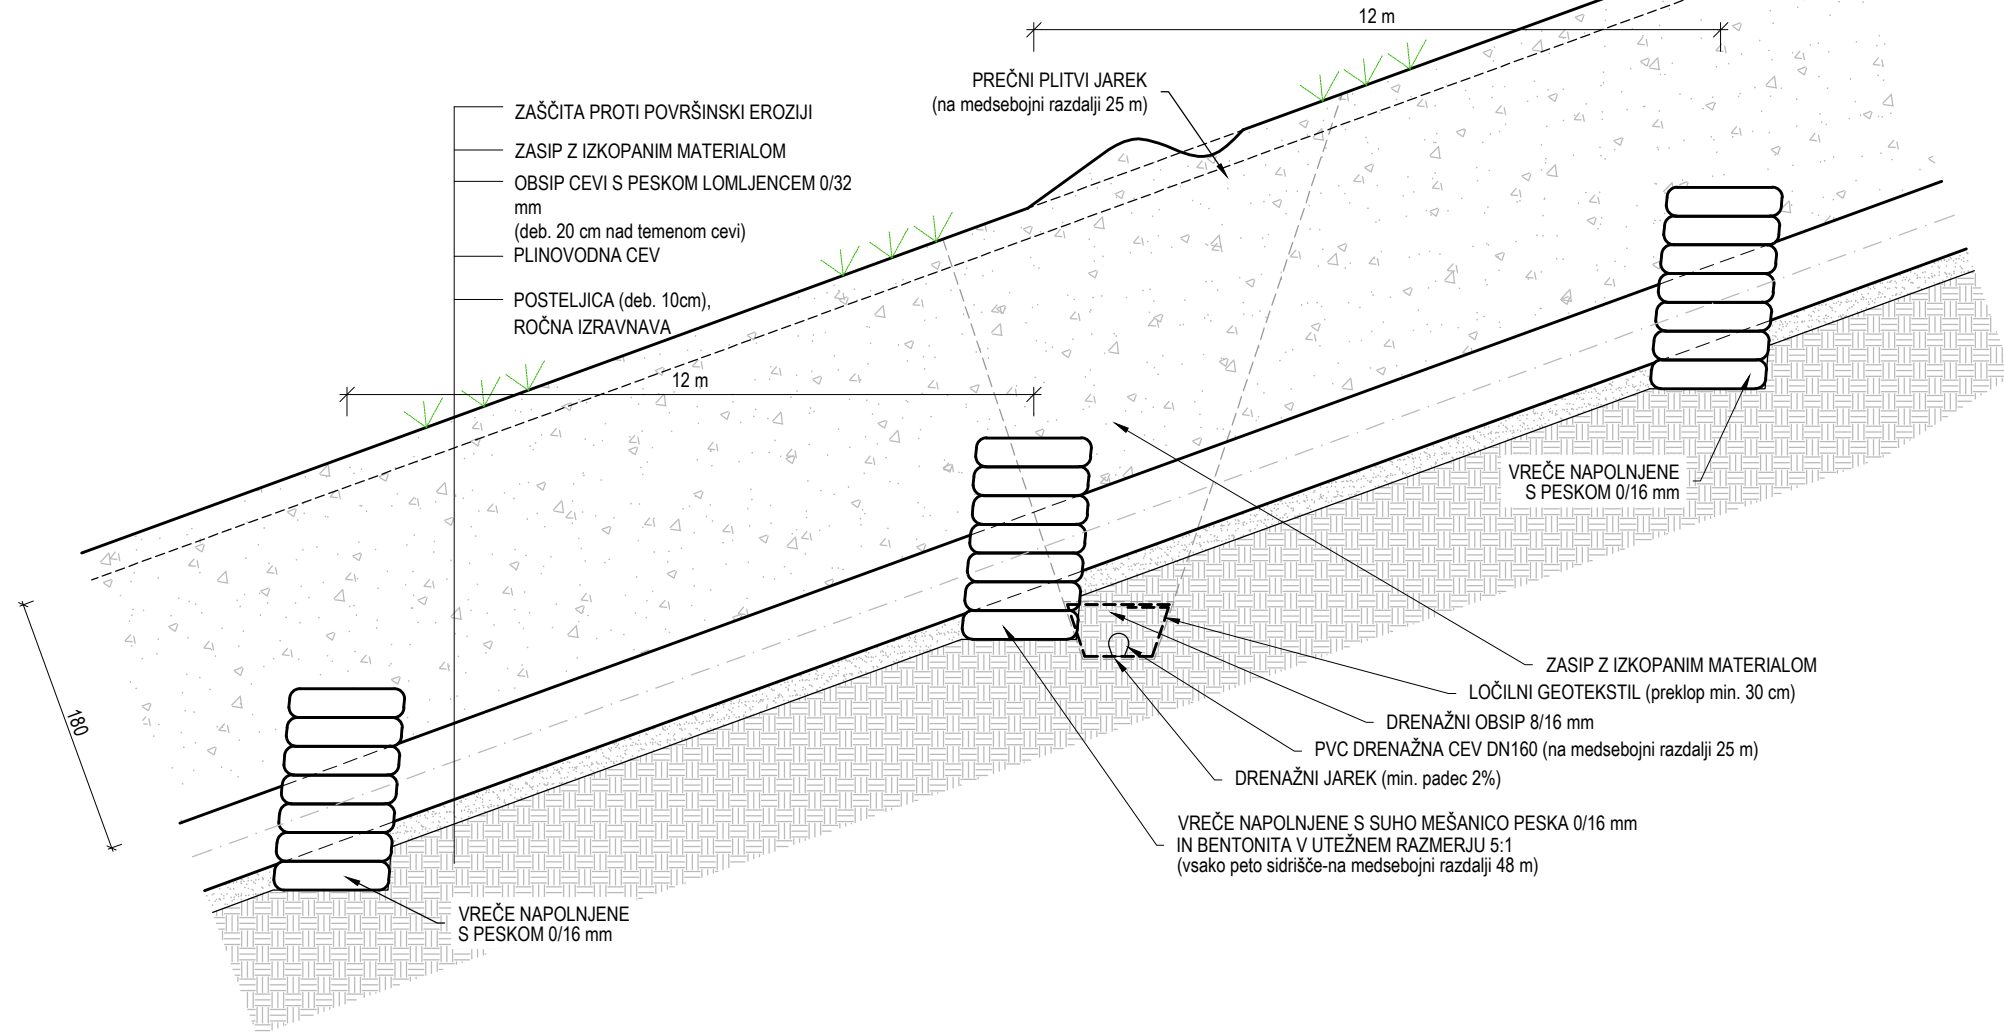 12 m
PREČNI PLITVI JAREK
(na medsebojni razdalji 25 m)
ZAŠČITA PROTI POVRŠINSKI EROZIJI
ZASIP Z IZKOPANIM MATERIALOM
OBSIP CEVI S PESKOM LOMLJENCEM 0/32
mm
(deb. 20 cm nad temenom cevi)
PLINOVODNA CEV
POSTELJICA (deb. 10cm),
ROČNA IZRAVNAVA
12 m
VREČE NAPOLNJENE
S PESKOM 0/16 mm
ZASIP Z IZKOPANIM MATERIALOM
LOČILNI GEOTEKSTIL (preklop min. 30 cm)
DRENAŽNI OBSIP 8/16 mm
PVC DRENAŽNA CEV DN160 (na medsebojni razdalji 25 m)
DRENAŽNI JAREK (min. padec 2%)
VREČE NAPOLNJENE S SUHO MEŠANICO PESKA 0/16 mm
IN BENTONITA V UTEŽNEM RAZMERJU 5:1
(vsako peto sidrišče-na medsebojni razdalji 48 m)
180
VREČE NAPOLNJENE
S PESKOM 0/16 mm